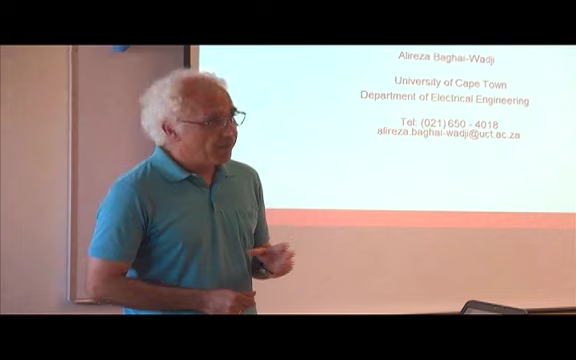 Alireza Baghai-Wadji
University of Cape Town
Department of Electrical Engineering
Tel: (021) 650 - 4018
alireza.baghai-wadji@uct.ac.za